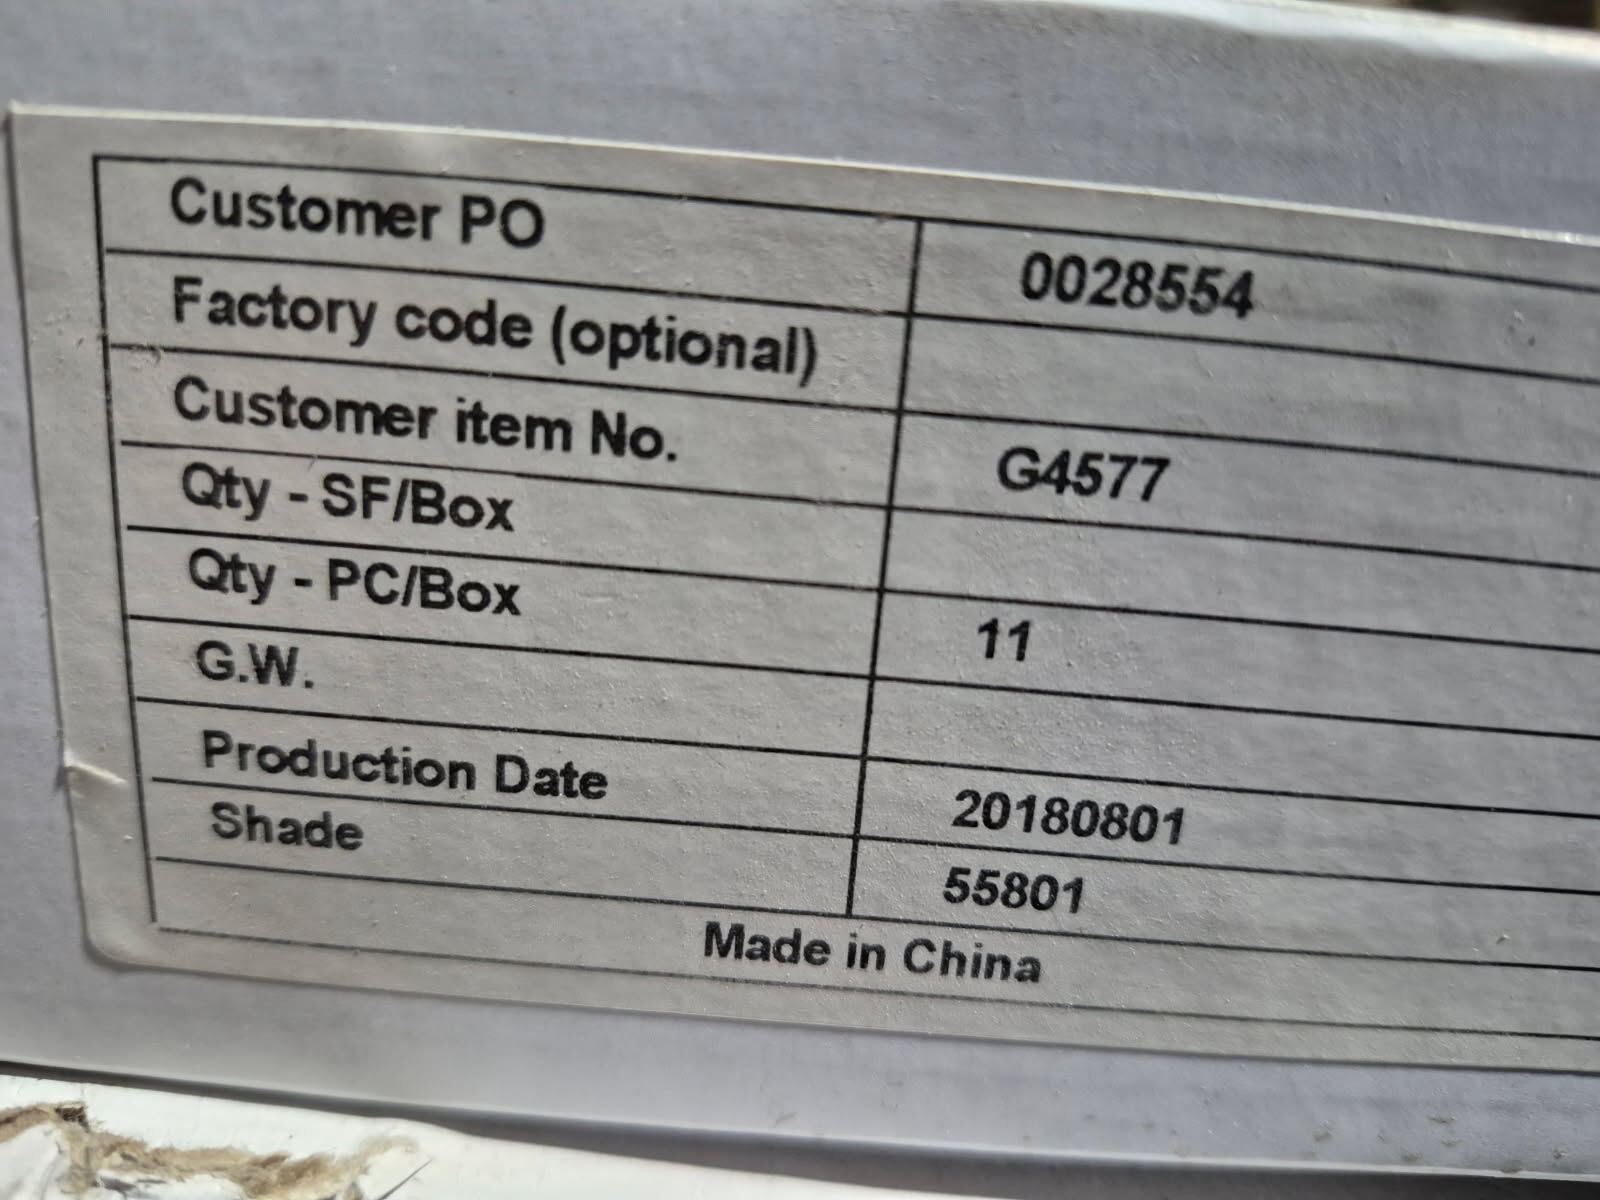 Customer PO 0028554
Factory code (optional)
Customer item No. G4577
Qty - SF/Box
Qty - PC/Box 11
G.W.
Production Date 20180801
Shade 55801
Made in China